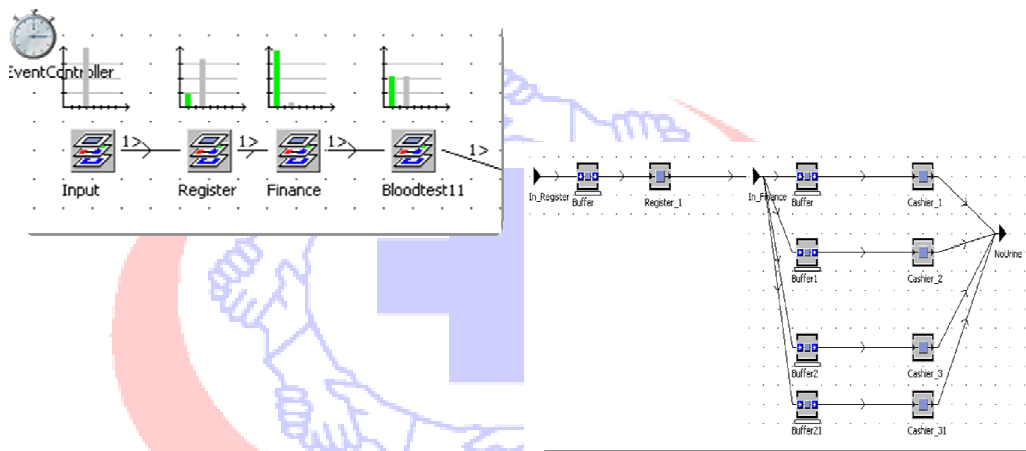 EventController
1>
1>
1>
1>
Input
Register
Finance
Bloodtest11
In_Register
Buffer
Register_1
In_Finance
Buffer
Cashier_1
Buffer1
Cashier_2
NoUrine
Buffer2
Cashier_3
Buffer21
Cashier_31